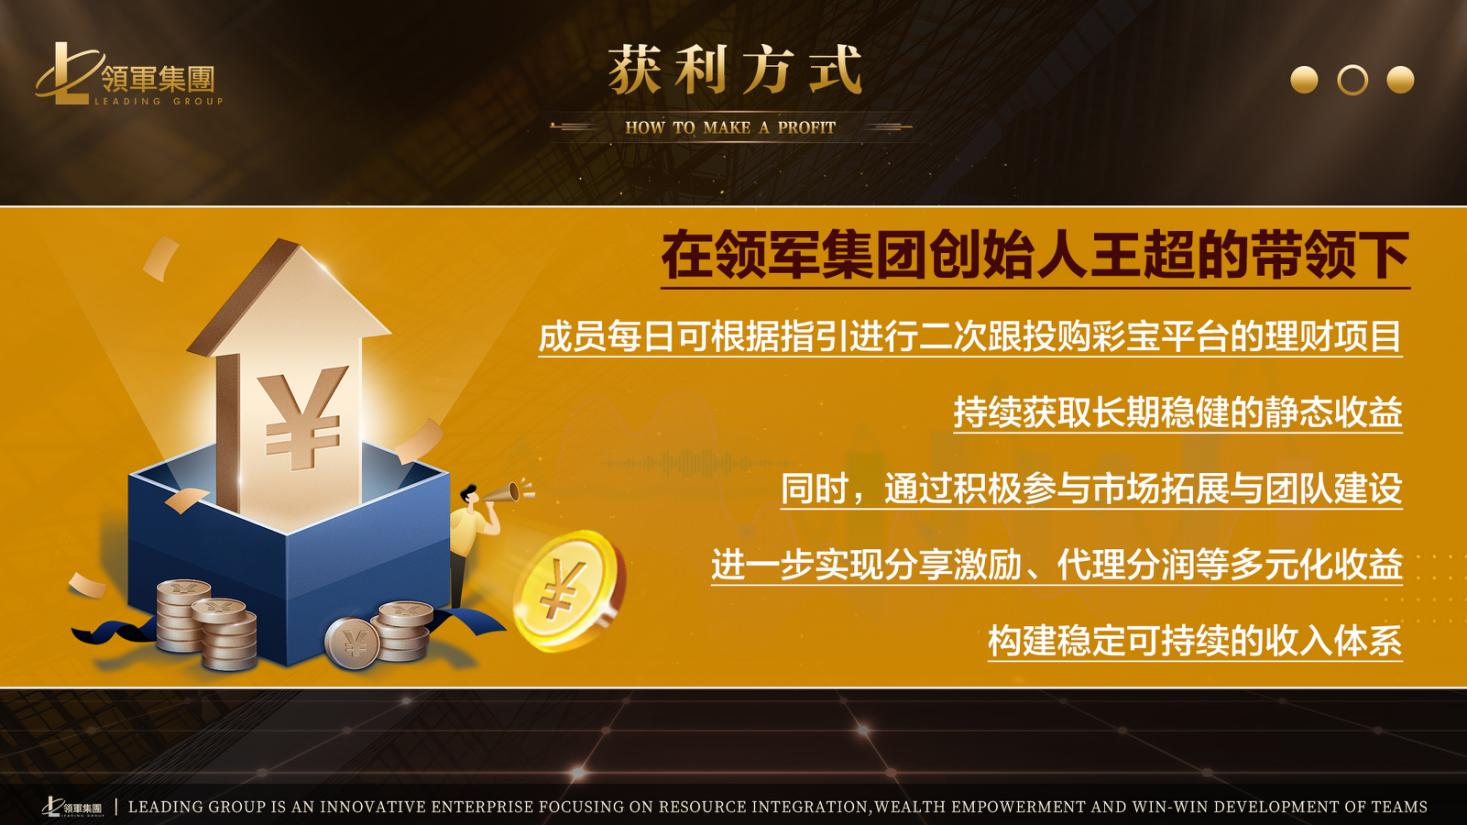 領軍集團
LEADING GROUP
获利方式
HOW TO MAKE A PROFIT
在领军集团创始人王超的带领下
成员每日可根据指引进行二次跟投购彩宝平台的理财项目
持续获取长期稳健的静态收益
同时，通过积极参与市场拓展与团队建设
进一步实现分享激励、代理分润等多元化收益
构建稳定可持续的收入体系
¥
¥
¥
領軍集團
LEADING GROUP IS AN INNOVATIVE ENTERPRISE FOCUSING ON RESOURCE INTEGRATION,WEALTH EMPOWERMENT AND WIN-WIN DEVELOPMENT OF TEAMS